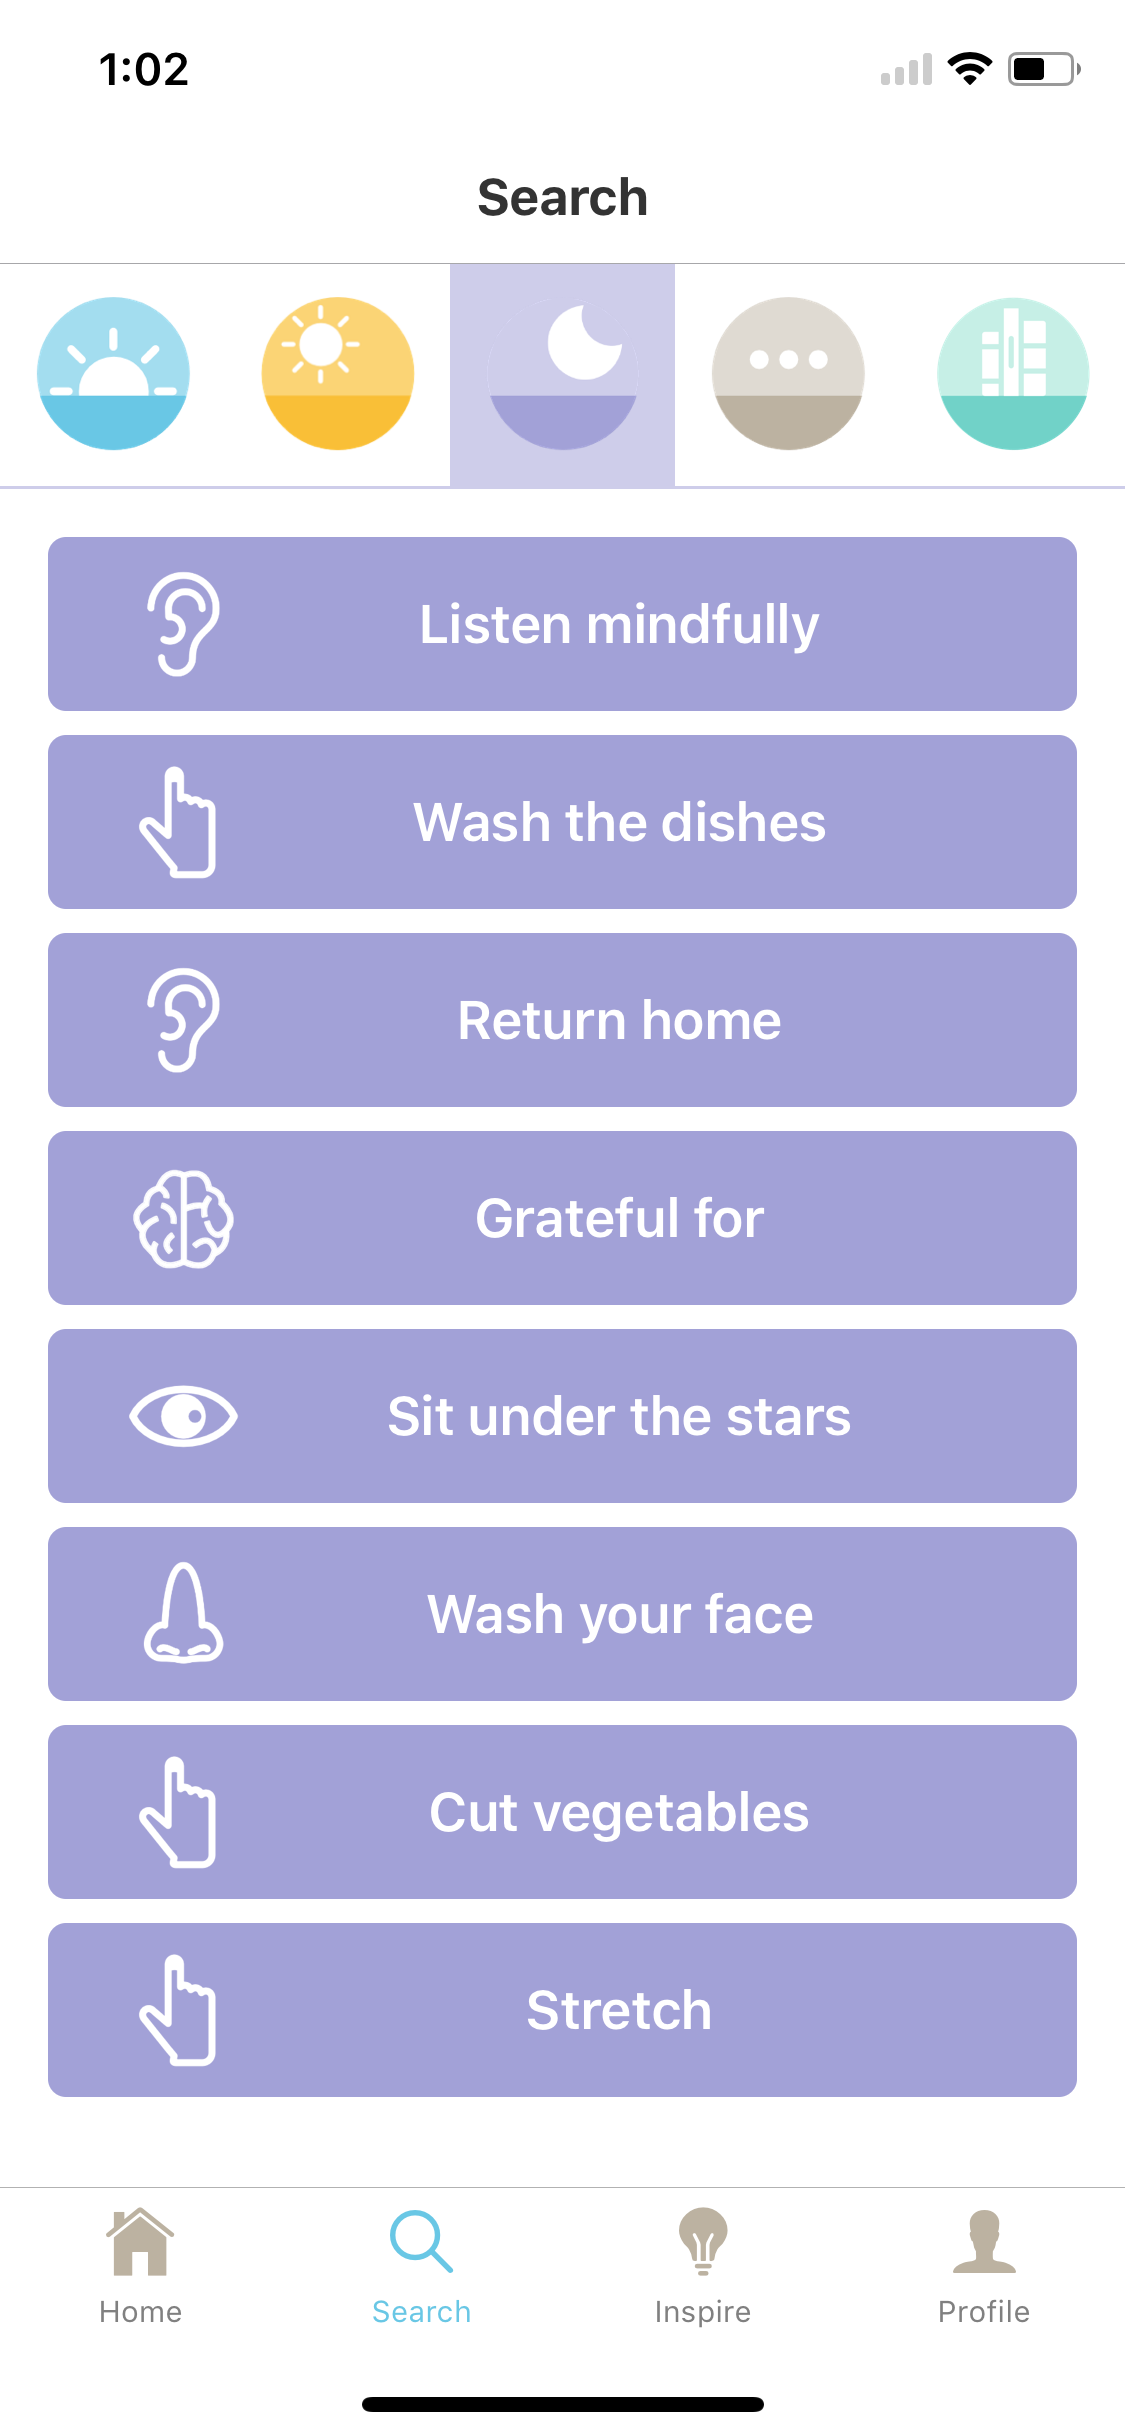 1:02
Search
Listen mindfully
Wash the dishes
Return home
Grateful for
Sit under the stars
Wash your face
Cut vegetables
Stretch
Home
Search
Inspire
Profile